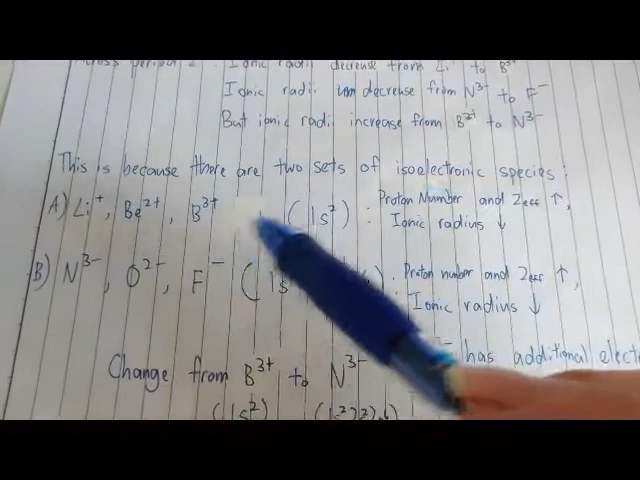 Ionic radii decrease from Li⁺ to B³⁺
Ionic radii decrease from N³⁻ to F⁻
But ionic radii increase from B³⁺ to N³⁻
This is because there are two sets of isoelectronic species:
A) Li⁺, Be²⁺, B³⁺ (1s²) : Proton Number and Zeff ↑,
Ionic radius ↓
B) N³⁻, O²⁻, F⁻ (1s : Proton number and Zeff ↑,
Ionic radius ↓
has additional
Change from B³⁺ to N³⁻
(1s²)